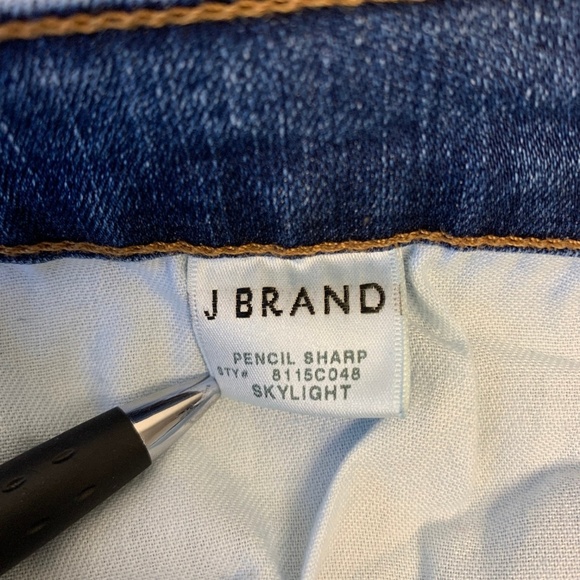 J BRAND
PENCIL SHARP
STY# 8115C048
SKYLIGHT